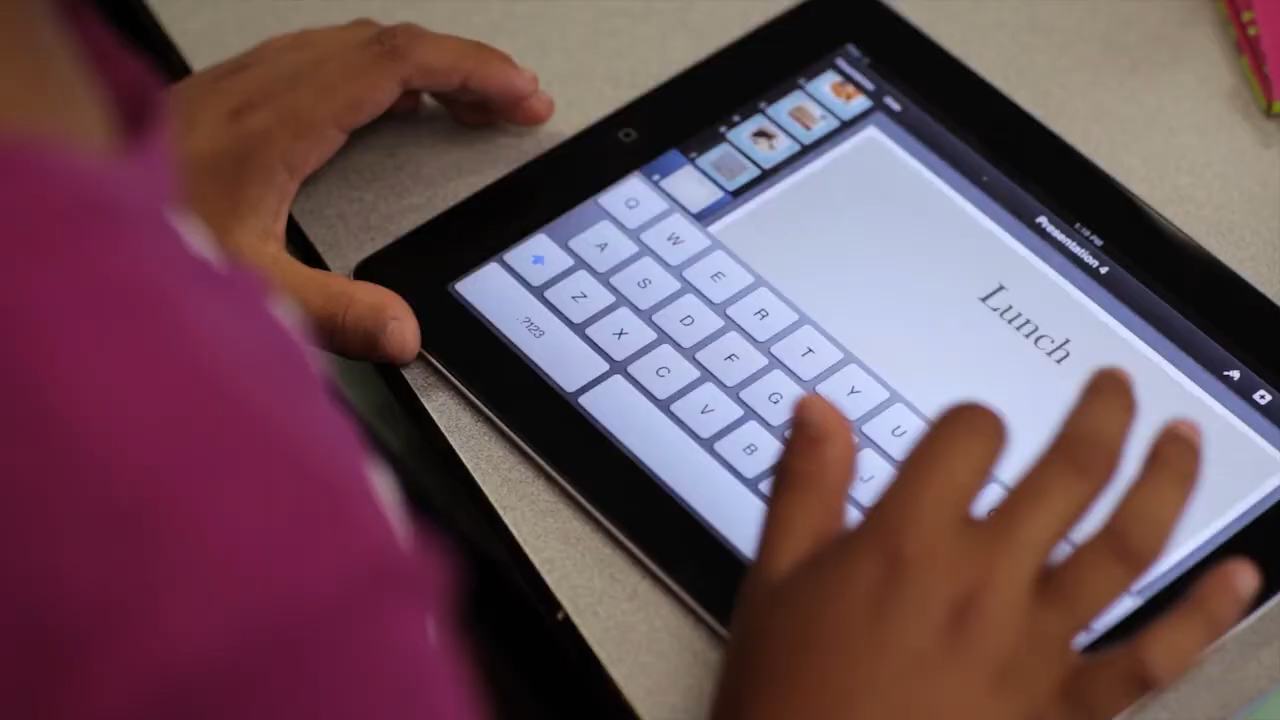 Presentation 4
Lunch
Q W E R T Y U
A S D F G J
Z X C V B
.?123